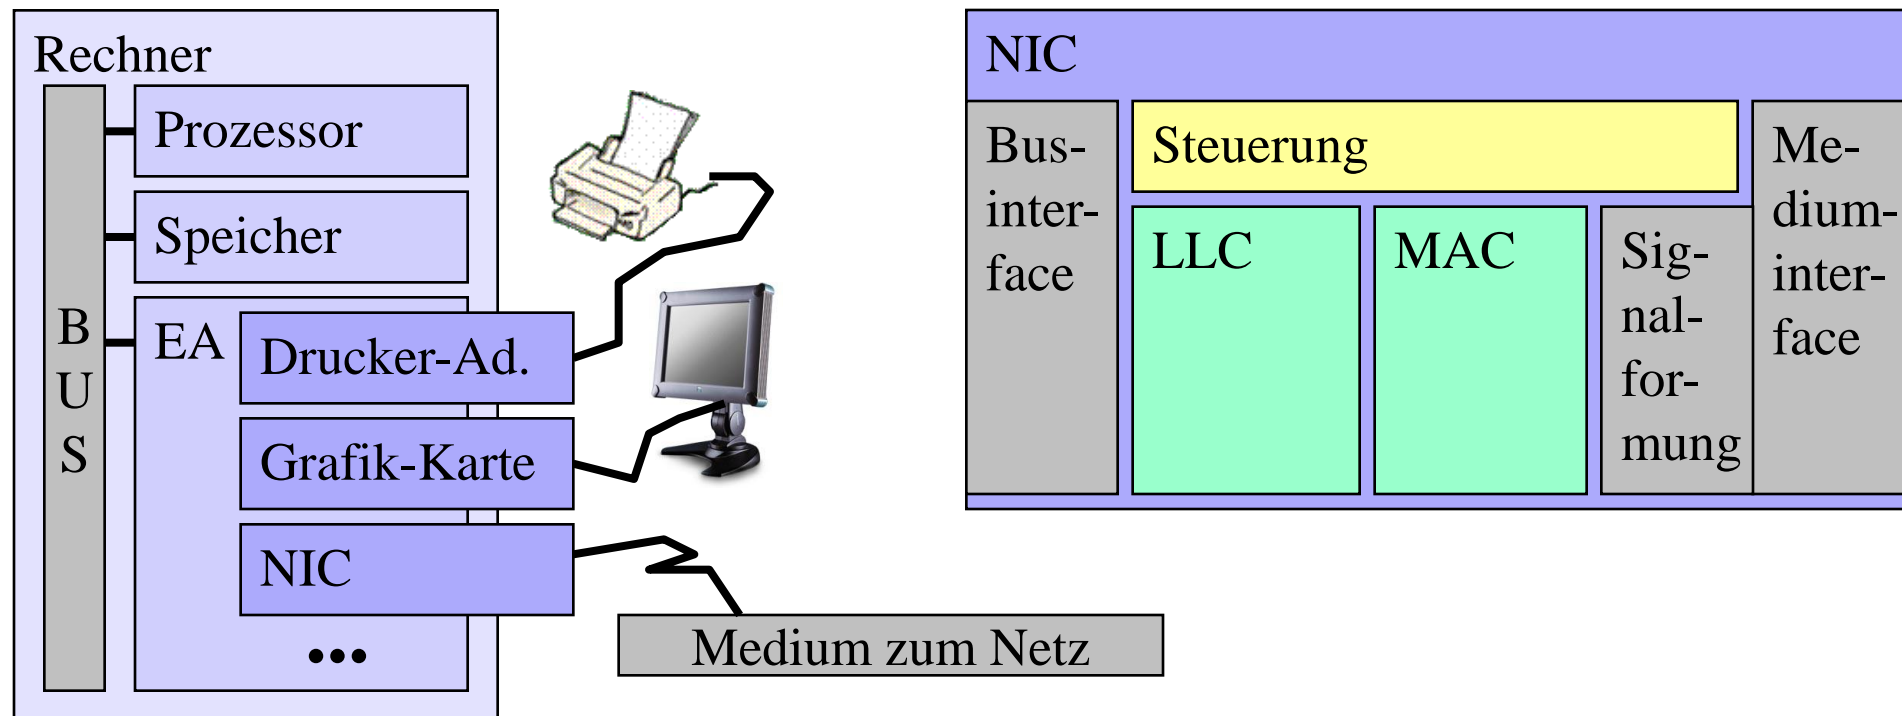 Rechner
B
U
S
Prozessor
Speicher
EA
Drucker-Ad.
Grafik-Karte
NIC
•••
Medium zum Netz
NIC
Bus-
inter-
face
Steuerung
LLC
MAC
Sig-
nal-
for-
mung
Me-
dium-
inter-
face